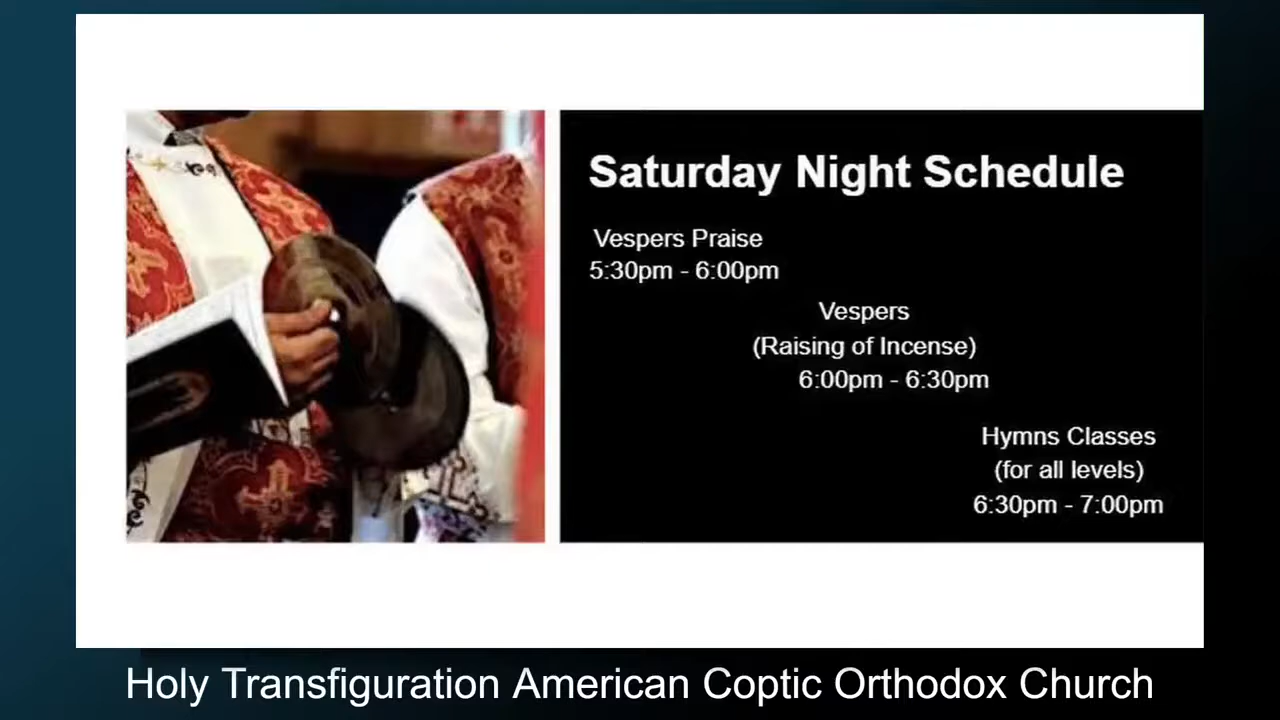 Saturday Night Schedule
Vespers Praise
5:30pm - 6:00pm
Vespers
(Raising of Incense)
6:00pm - 6:30pm
Hymns Classes
(for all levels)
6:30pm - 7:00pm
Holy Transfiguration American Coptic Orthodox Church